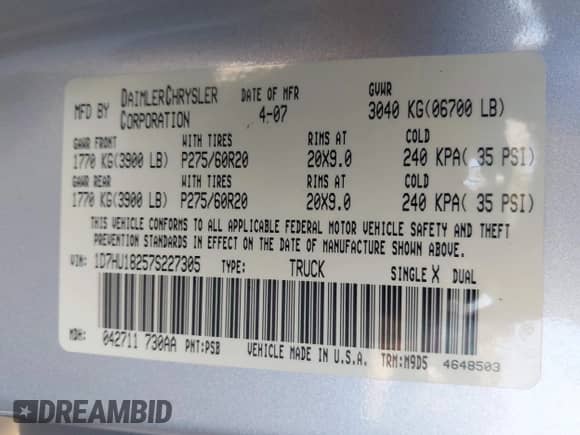 MFD BY DAIMLERCHRYSLER CORPORATION DATE OF MFR 4-07 GVWR 3040 KG(06700 LB)
GAWR FRONT WITH TIRES RIMS AT COLD
1770 KG(3900 LB) P275/60R20 20X9.0 240 KPA( 35 PSI)
GAWR REAR WITH TIRES RIMS AT COLD
1770 KG(3900 LB) P275/60R20 20X9.0 240 KPA( 35 PSI)
THIS VEHICLE CONFORMS TO ALL APPLICABLE FEDERAL MOTOR VEHICLE SAFETY AND THEFT
PREVENTION STANDARDS IN EFFECT ON THE DATE OF MANUFACTURE SHOWN ABOVE.
VIN: 1D7HU18257S227305 TYPE: TRUCK SINGLE X DUAL
MDH: 042711 730AA PNT:PSB VEHICLE MADE IN U.S.A. TRM:M9D5 4648503
DREAMBID